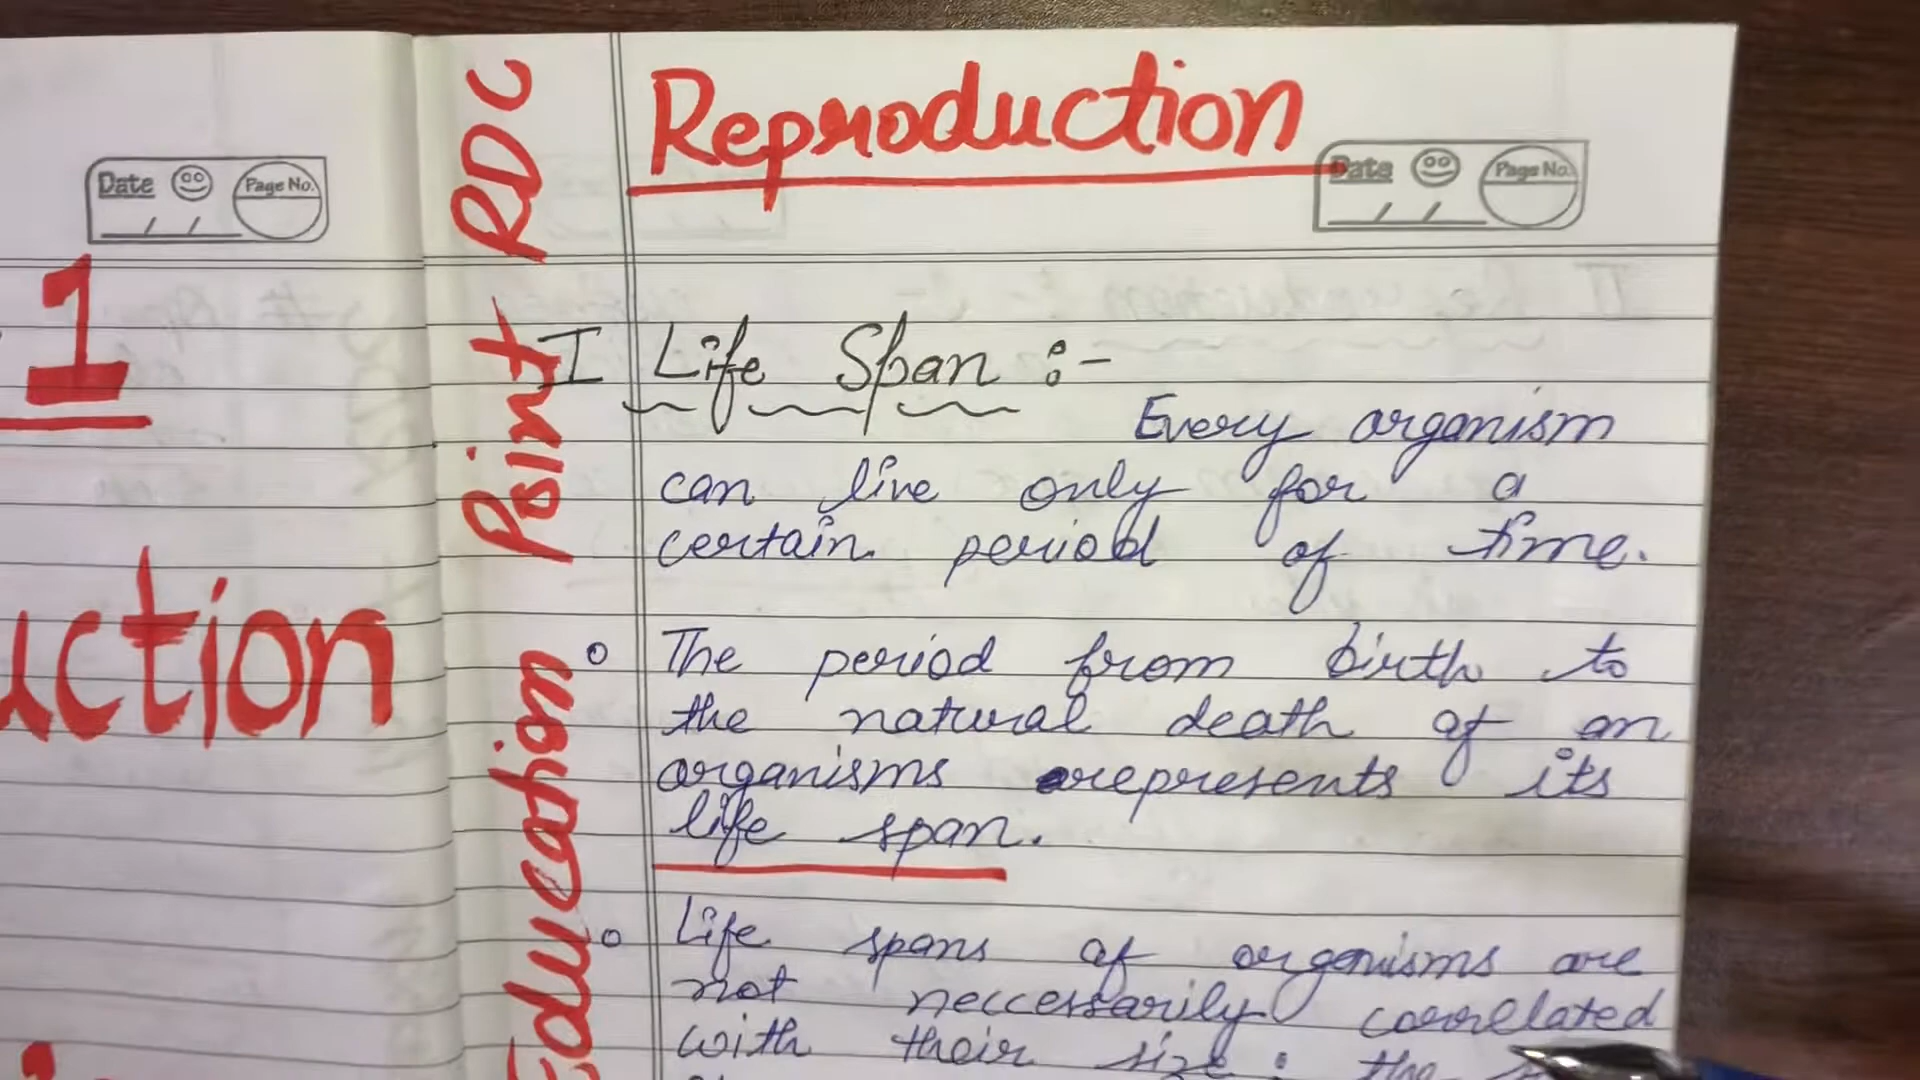 1
uction
Date
Page No.
Education Point RDC
Reproduction
Date
Page No.
I Life Span :-
Every organism
can live only for a
certain period of time.
The period from birth to
the natural death of an
organisms represents its
life span.
Life spans of organisms are
not neccessarily correlated
with their size; the